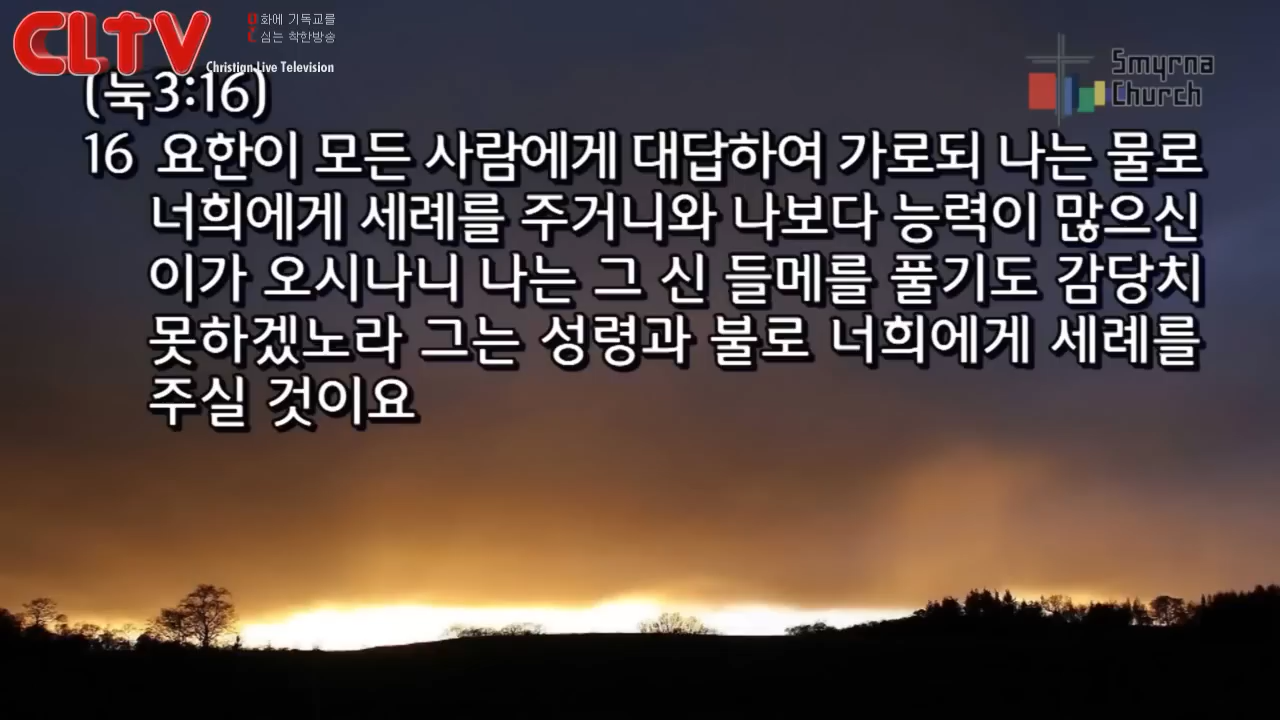 CLTV
화에 기독교를
심는 착한방송
Christian Live Television
Smyrna
Church
(눅3:16)
16 요한이 모든 사람에게 대답하여 가로되 나는 물로
너희에게 세례를 주거니와 나보다 능력이 많으신
이가 오시나니 나는 그 신 들메를 풀기도 감당치
못하겠노라 그는 성령과 불로 너희에게 세례를
주실 것이요